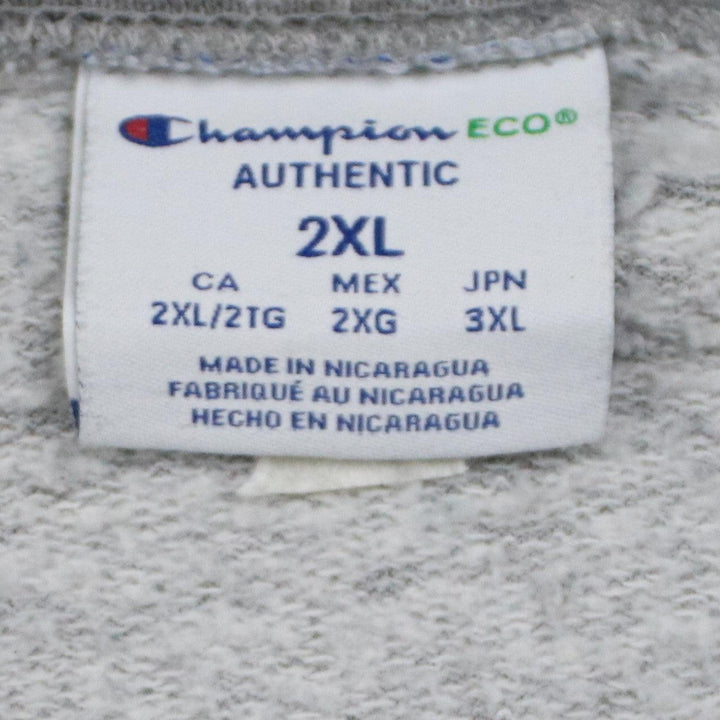 Champion ECO®
AUTHENTIC
2XL
CA MEX JPN
2XL/2TG 2XG 3XL
MADE IN NICARAGUA
FABRIQUÉ AU NICARAGUA
HECHO EN NICARAGUA